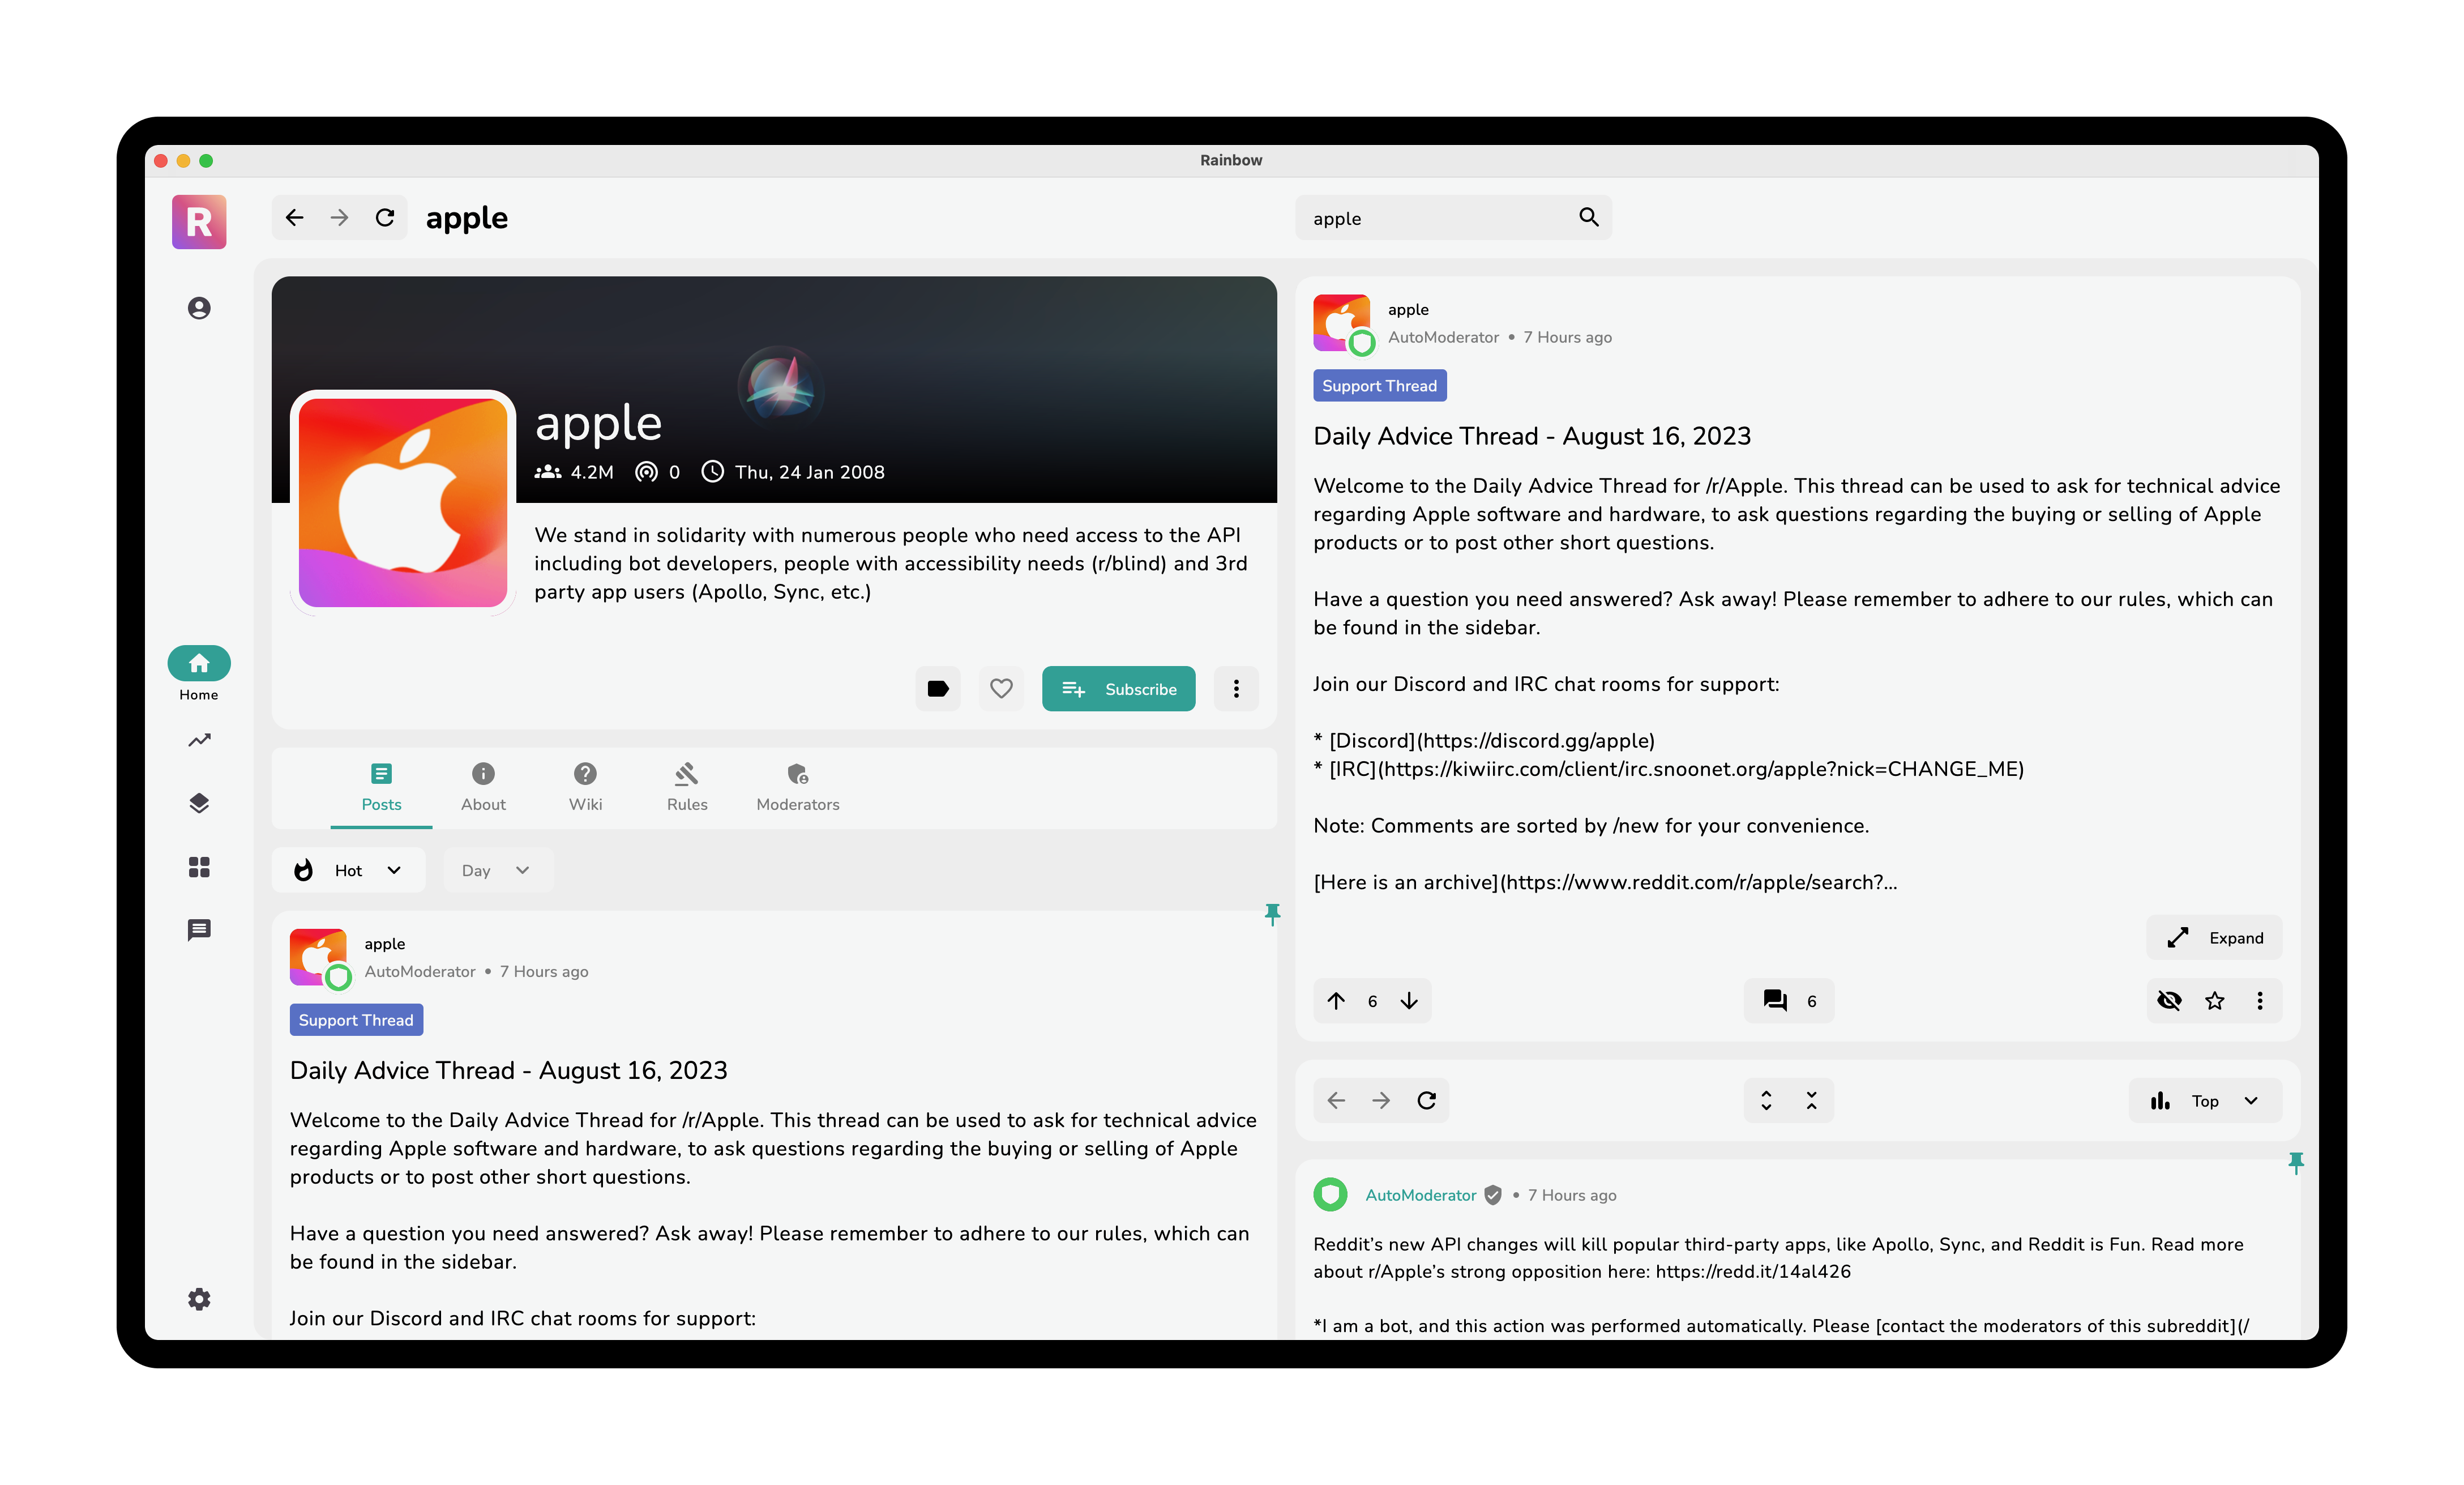 Rainbow
R
apple
apple
apple
4.2M 0 Thu, 24 Jan 2008
We stand in solidarity with numerous people who need access to the API
including bot developers, people with accessibility needs (r/blind) and 3rd
party app users (Apollo, Sync, etc.)
Subscribe
Home
Posts About Wiki Rules Moderators
Hot Day
apple
AutoModerator • 7 Hours ago
Support Thread
Daily Advice Thread - August 16, 2023
Welcome to the Daily Advice Thread for /r/Apple. This thread can be used to ask for technical advice
regarding Apple software and hardware, to ask questions regarding the buying or selling of Apple
products or to post other short questions.
Have a question you need answered? Ask away! Please remember to adhere to our rules, which can
be found in the sidebar.
Join our Discord and IRC chat rooms for support:
apple
AutoModerator • 7 Hours ago
Support Thread
Daily Advice Thread - August 16, 2023
Welcome to the Daily Advice Thread for /r/Apple. This thread can be used to ask for technical advice
regarding Apple software and hardware, to ask questions regarding the buying or selling of Apple
products or to post other short questions.
Have a question you need answered? Ask away! Please remember to adhere to our rules, which can
be found in the sidebar.
Join our Discord and IRC chat rooms for support:
* [Discord](https://discord.gg/apple)
* [IRC](https://kiwiirc.com/client/irc.snoonet.org/apple?nick=CHANGE_ME)
Note: Comments are sorted by /new for your convenience.
[Here is an archive](https://www.reddit.com/r/apple/search?...
Expand
6 6
Top
AutoModerator • 7 Hours ago
Reddit’s new API changes will kill popular third-party apps, like Apollo, Sync, and Reddit is Fun. Read more
about r/Apple’s strong opposition here: https://redd.it/14al426
*I am a bot, and this action was performed automatically. Please [contact the moderators of this subreddit](/